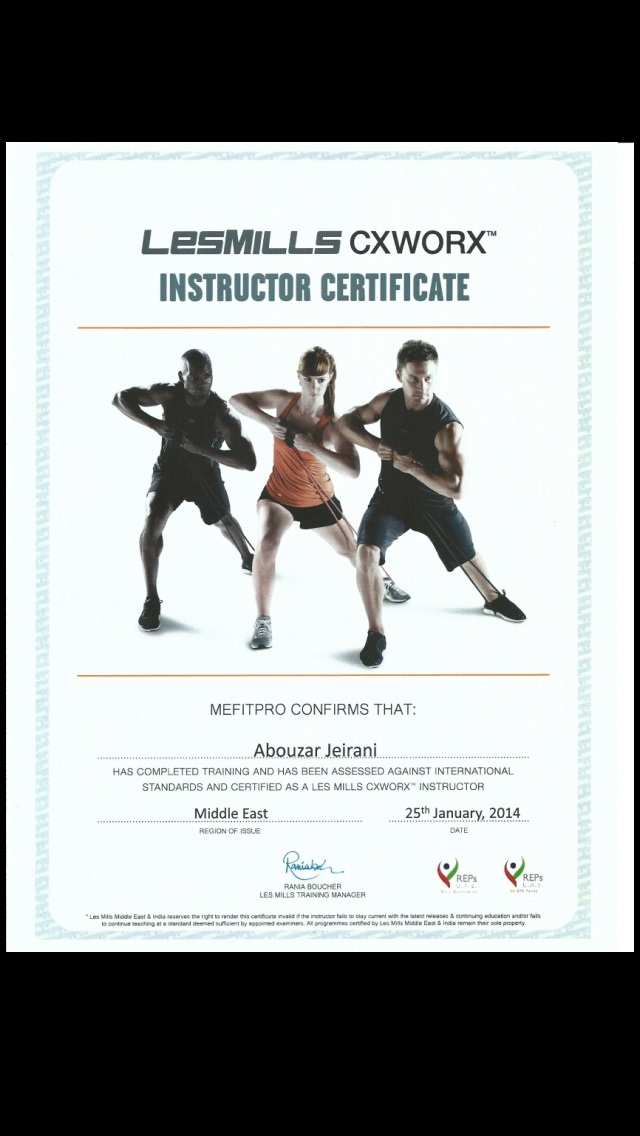 LESMILLS CXWORX™
INSTRUCTOR CERTIFICATE
MEFITPRO CONFIRMS THAT:
Abouzar Jeirani
HAS COMPLETED TRAINING AND HAS BEEN ASSESSED AGAINST INTERNATIONAL
STANDARDS AND CERTIFIED AS A LES MILLS CXWORX™ INSTRUCTOR
Middle East 25th January, 2014
REGION OF ISSUE DATE
RANIA BOUCHER
LES MILLS TRAINING MANAGER
REPs REPs
U.A.E. U.A.E.
* Les Mills Middle East & India reserves the right to render this certificate invalid if the instructor fails to stay current with the latest releases & continuing education and/or fails
to continue teaching at a standard deemed sufficient by appointed examiners. All programmes certified by Les Mills Middle East & India remain their sole property.